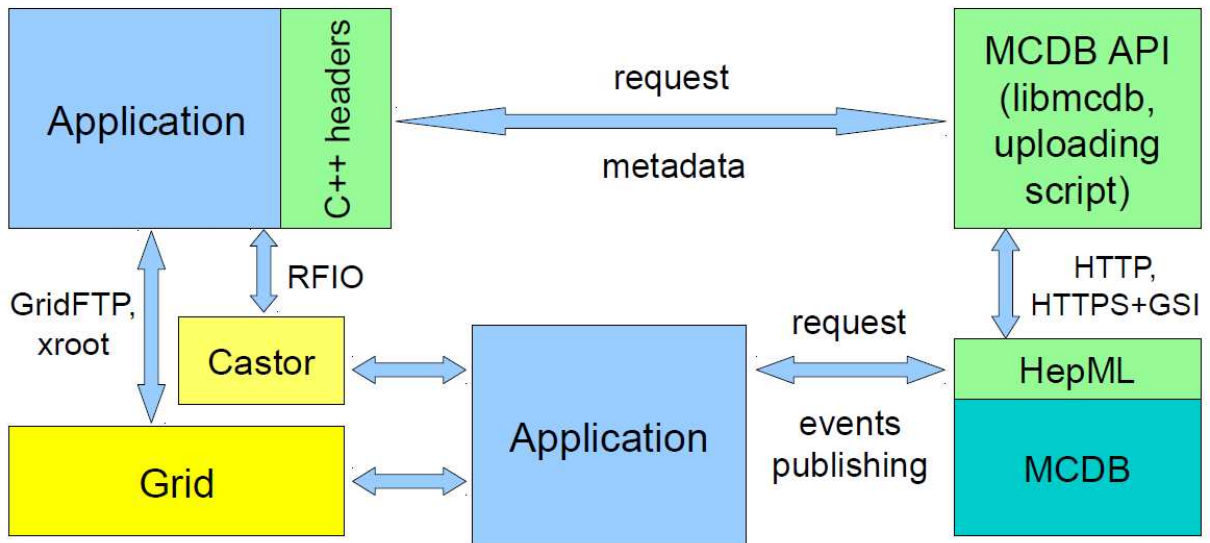 Application
C++ headers
request
metadata
MCDB API
(libmcdb,
uploading
script)
GridFTP,
xroot
RFIO
HTTP,
HTTPS+GSI
Castor
Application
request
events
publishing
HepML
MCDB
Grid